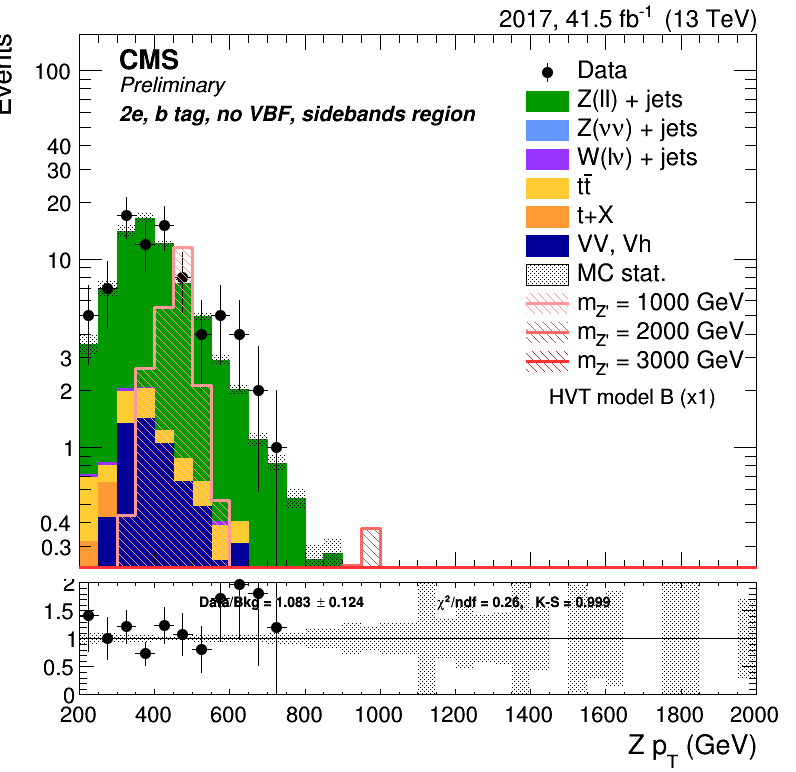 2017, 41.5 fb⁻¹ (13 TeV)
Events
CMS
Preliminary
2e, b tag, no VBF, sidebands region
Data
Z(ll) + jets
Z(νν) + jets
W(lν) + jets
tt̄
t+X
VV, Vh
MC stat.
m_Z' = 1000 GeV
m_Z' = 2000 GeV
m_Z' = 3000 GeV
HVT model B (x1)
100
40
30
20
10
3
2
1
0.4
0.3
Data/Bkg = 1.083 ± 0.124
χ²/ndf = 0.26, K-S = 0.999
2
1.5
1
0.5
0
200 400 600 800 1000 1200 1400 1600 1800 2000
Z p_T (GeV)